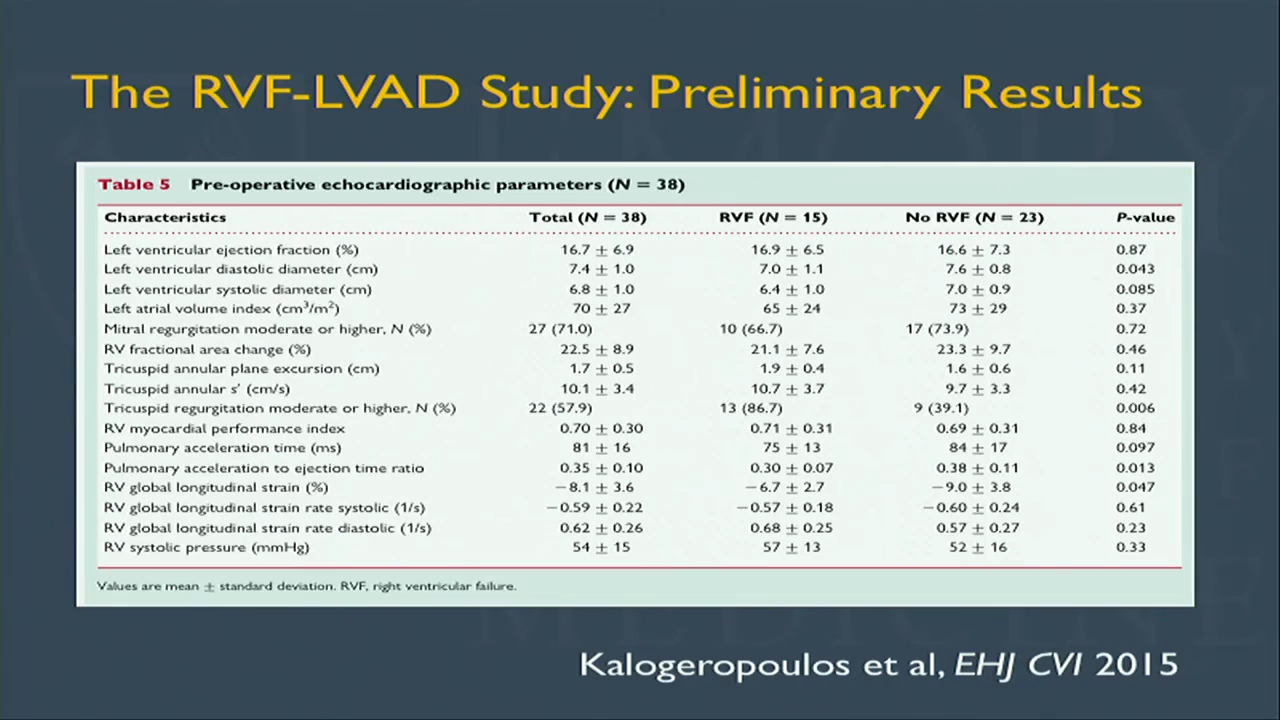 The RVF-LVAD Study: Preliminary Results
Table 5 Pre-operative echocardiographic parameters (N = 38)
Characteristics Total (N = 38) RVF (N = 15) No RVF (N = 23) P-value
Left ventricular ejection fraction (%) 16.7 ± 6.9 16.9 ± 6.5 16.6 ± 7.3 0.87
Left ventricular diastolic diameter (cm) 7.4 ± 1.0 7.0 ± 1.1 7.6 ± 0.8 0.043
Left ventricular systolic diameter (cm) 6.8 ± 1.0 6.4 ± 1.0 7.0 ± 0.9 0.085
Left atrial volume index (cm³/m²) 70 ± 27 65 ± 24 73 ± 29 0.37
Mitral regurgitation moderate or higher, N (%) 27 (71.0) 10 (66.7) 17 (73.9) 0.72
RV fractional area change (%) 22.5 ± 8.9 21.1 ± 7.6 23.3 ± 9.7 0.46
Tricuspid annular plane excursion (cm) 1.7 ± 0.5 1.9 ± 0.4 1.6 ± 0.6 0.11
Tricuspid annular s′ (cm/s) 10.1 ± 3.4 10.7 ± 3.7 9.7 ± 3.3 0.42
Tricuspid regurgitation moderate or higher, N (%) 22 (57.9) 13 (86.7) 9 (39.1) 0.006
RV myocardial performance index 0.70 ± 0.30 0.71 ± 0.31 0.69 ± 0.31 0.84
Pulmonary acceleration time (ms) 81 ± 16 75 ± 13 84 ± 17 0.097
Pulmonary acceleration to ejection time ratio 0.35 ± 0.10 0.30 ± 0.07 0.38 ± 0.11 0.013
RV global longitudinal strain (%) −8.1 ± 3.6 −6.7 ± 2.7 −9.0 ± 3.8 0.047
RV global longitudinal strain rate systolic (1/s) −0.59 ± 0.22 −0.57 ± 0.18 −0.60 ± 0.24 0.61
RV global longitudinal strain rate diastolic (1/s) 0.62 ± 0.26 0.68 ± 0.25 0.57 ± 0.27 0.23
RV systolic pressure (mmHg) 54 ± 15 57 ± 13 52 ± 16 0.33
Values are mean ± standard deviation. RVF, right ventricular failure.
Kalogeropoulos et al, EHJ CVI 2015